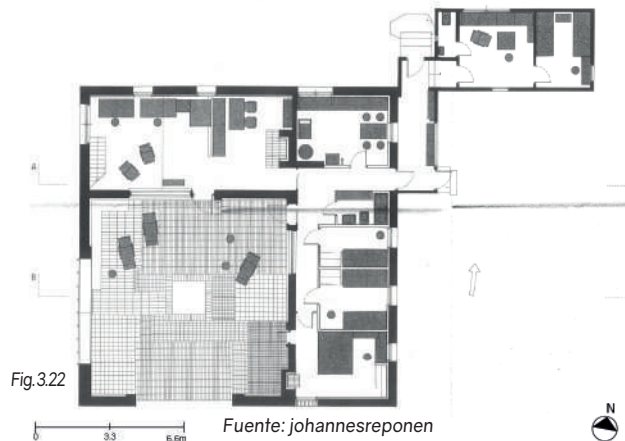 A
B
Fig.3.22
N
0 3.3 6.6m
Fuente: johannesreponen